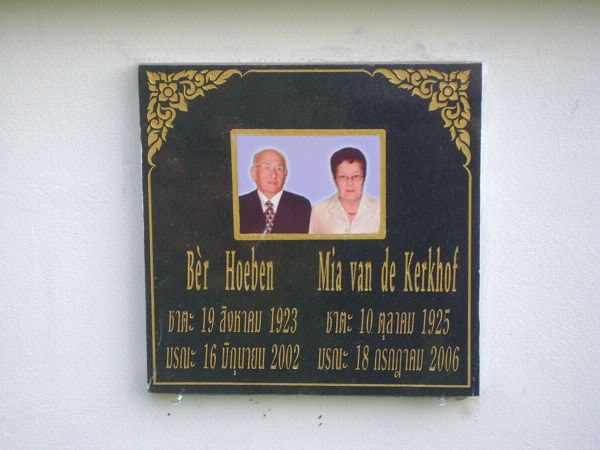 Bèr Hoeben
ชาตะ 19 สิงหาคม 1923
มรณะ 16 มิถุนายน 2002
Mia van de Kerkhof
ชาตะ 10 ตุลาคม 1925
มรณะ 18 กรกฎาคม 2006